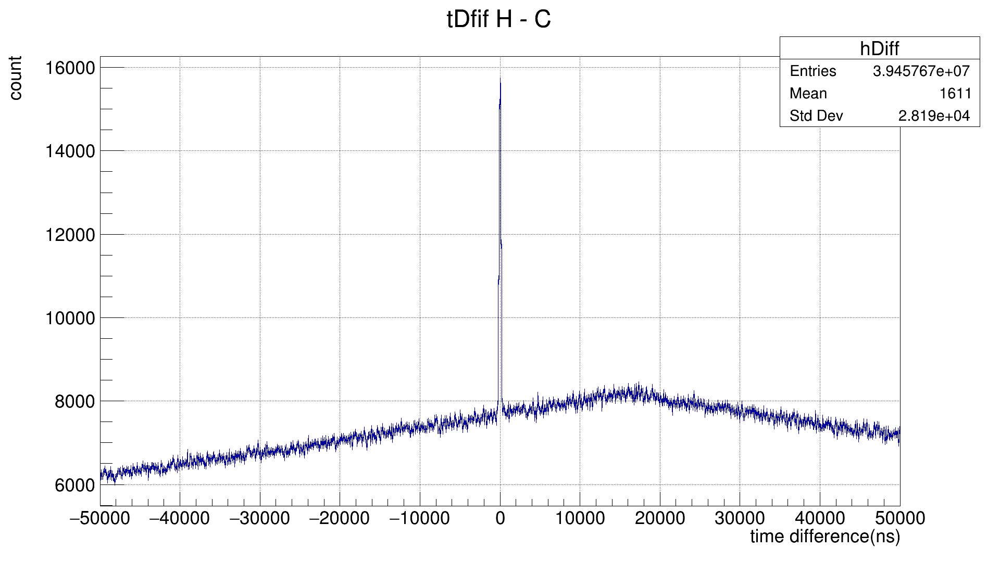 tDfif H - C
hDiff
Entries 3.945767e+07
Mean 1611
Std Dev 2.819e+04
count
16000
14000
12000
10000
8000
6000
−50000 −40000 −30000 −20000 −10000 0 10000 20000 30000 40000 50000
time difference(ns)